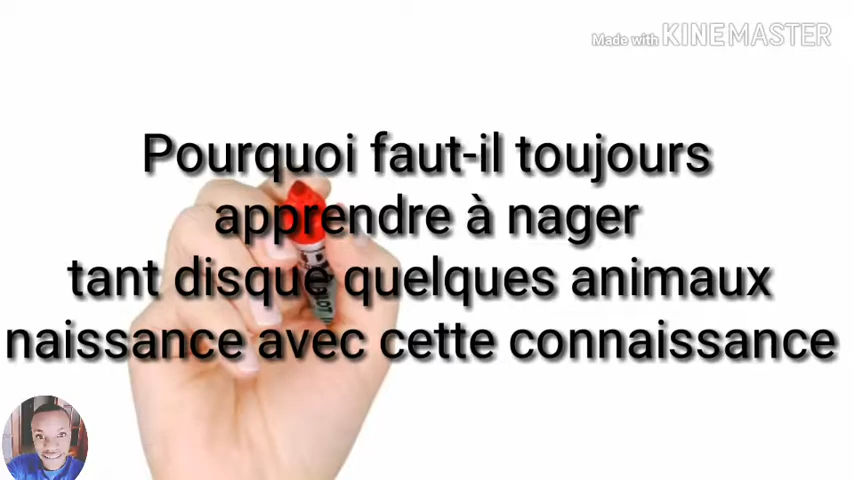 Made with KINEMASTER
Pourquoi faut-il toujours
apprendre à nager
tant disque quelques animaux
naissance avec cette connaissance